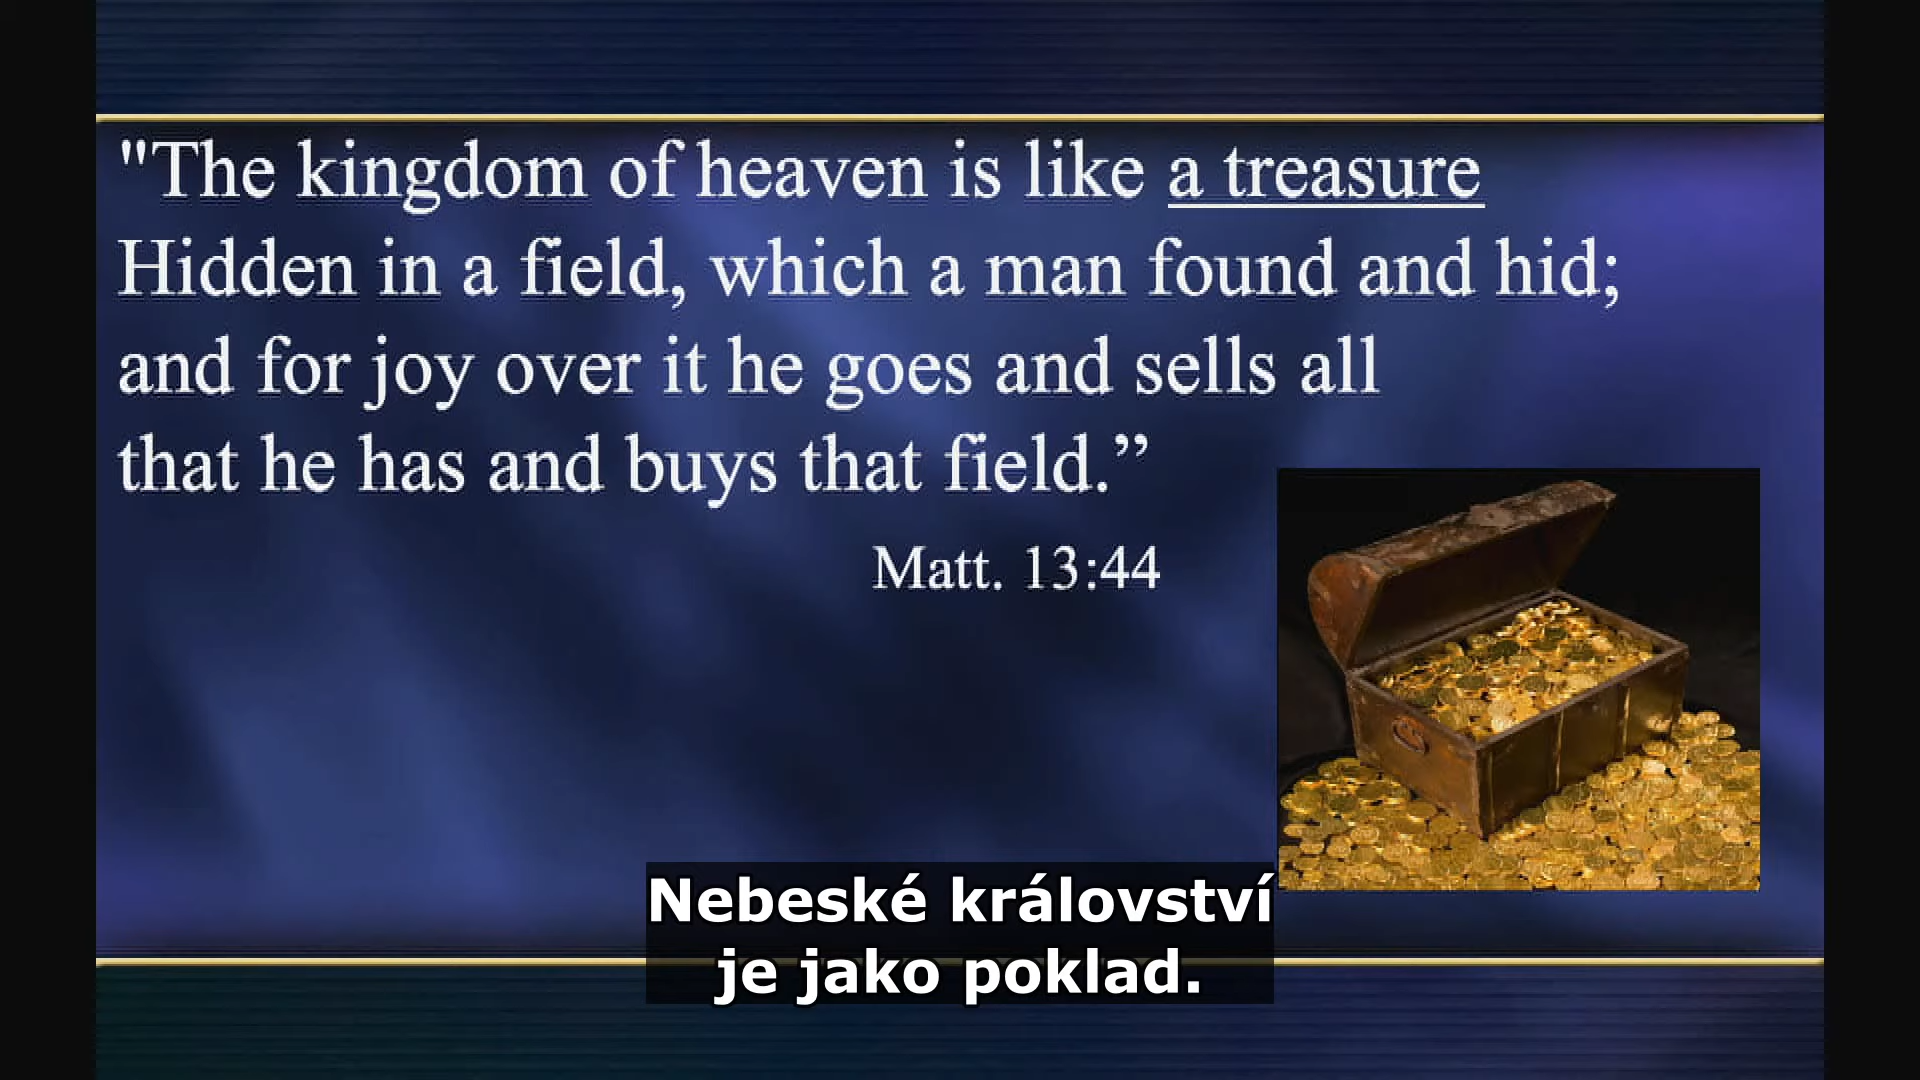 "The kingdom of heaven is like a treasure
Hidden in a field, which a man found and hid;
and for joy over it he goes and sells all
that he has and buys that field.”
Matt. 13:44
Nebeské království
je jako poklad.